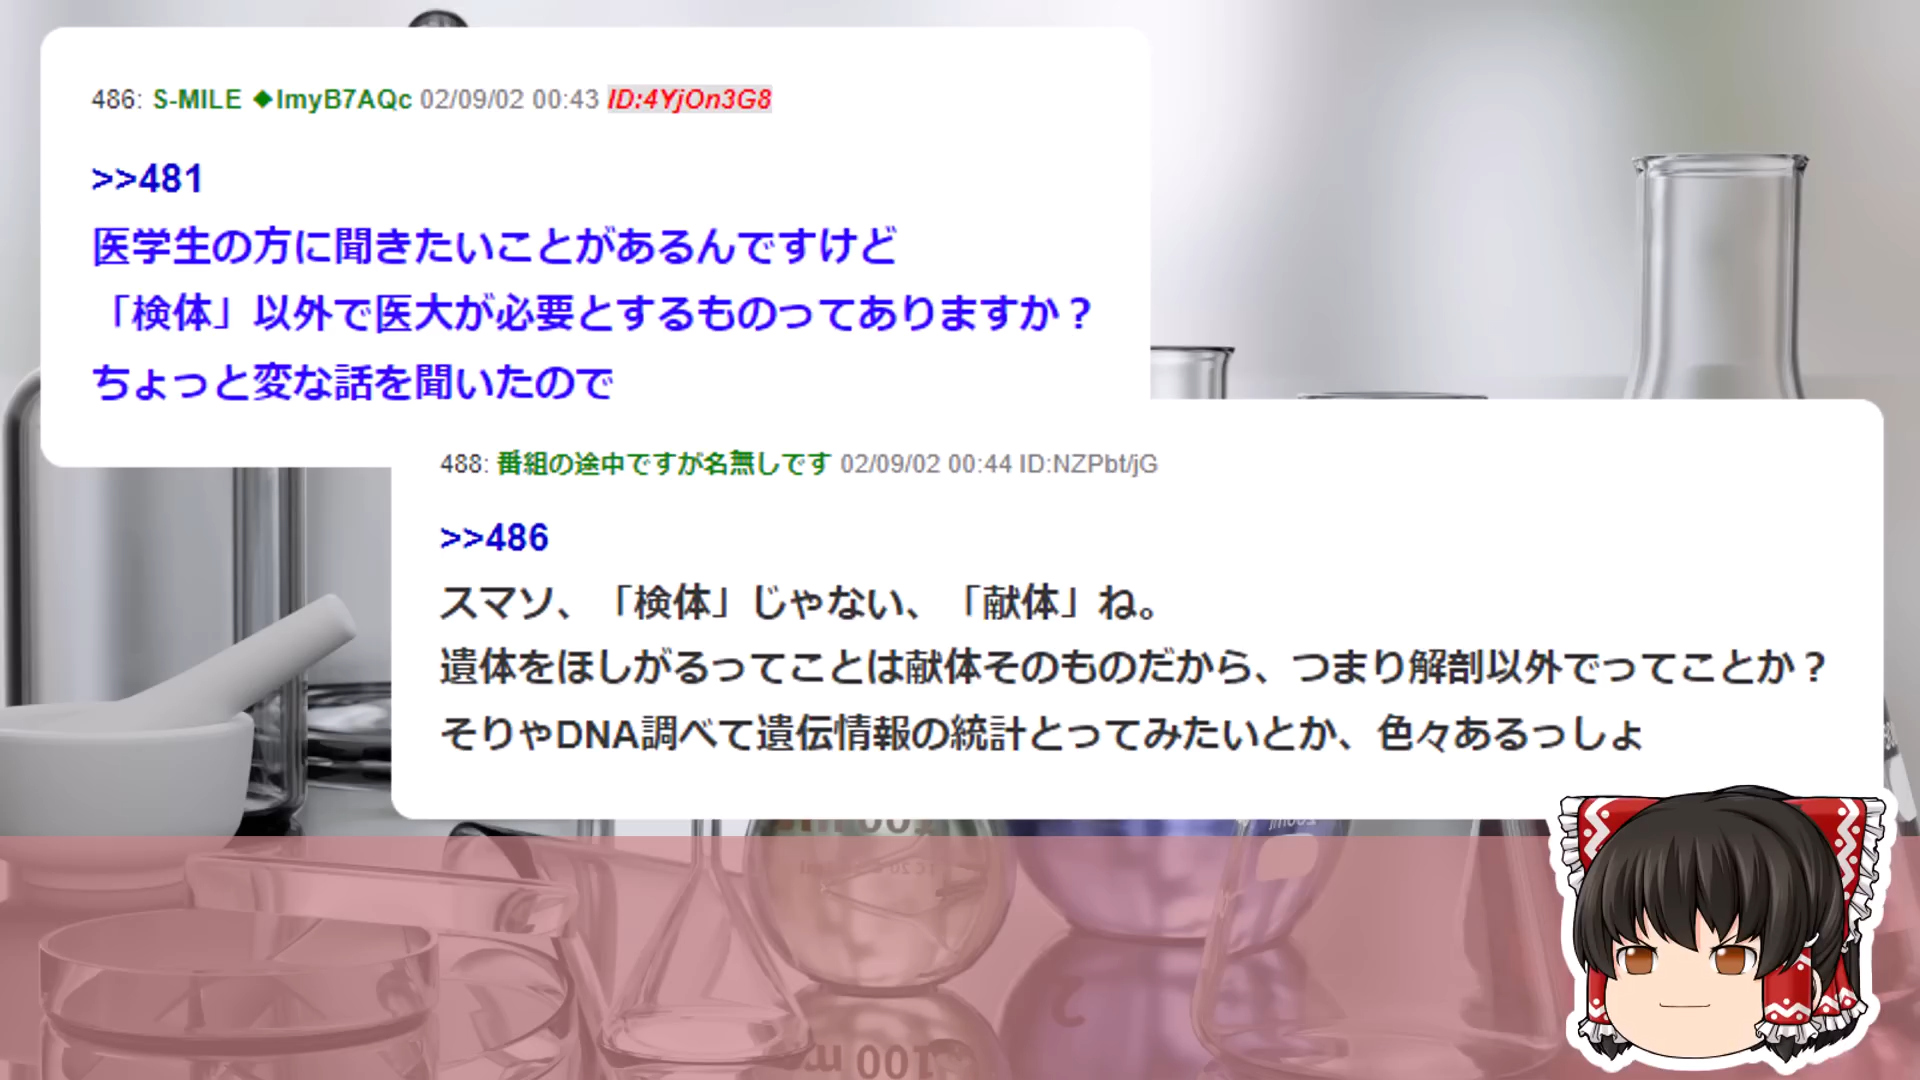 486: S-MILE ◆ImyB7AQc 02/09/02 00:43 ID:4YjOn3G8
>>481
医学生の方に聞きたいことがあるんですけど
「検体」以外で医大が必要とするものってありますか？
ちょっと変な話を聞いたので
488: 番組の途中ですが名無しです 02/09/02 00:44 ID:NZPbt/jG
>>486
スマソ、「検体」じゃない、「献体」ね。
遺体をほしがるってことは献体そのものだから、つまり解剖以外でってことか？
そりゃDNA調べて遺伝情報の統計とってみたいとか、色々あるっしょ